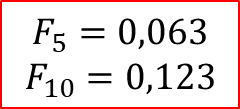 F₅ = 0,063
F₁₀ = 0,123